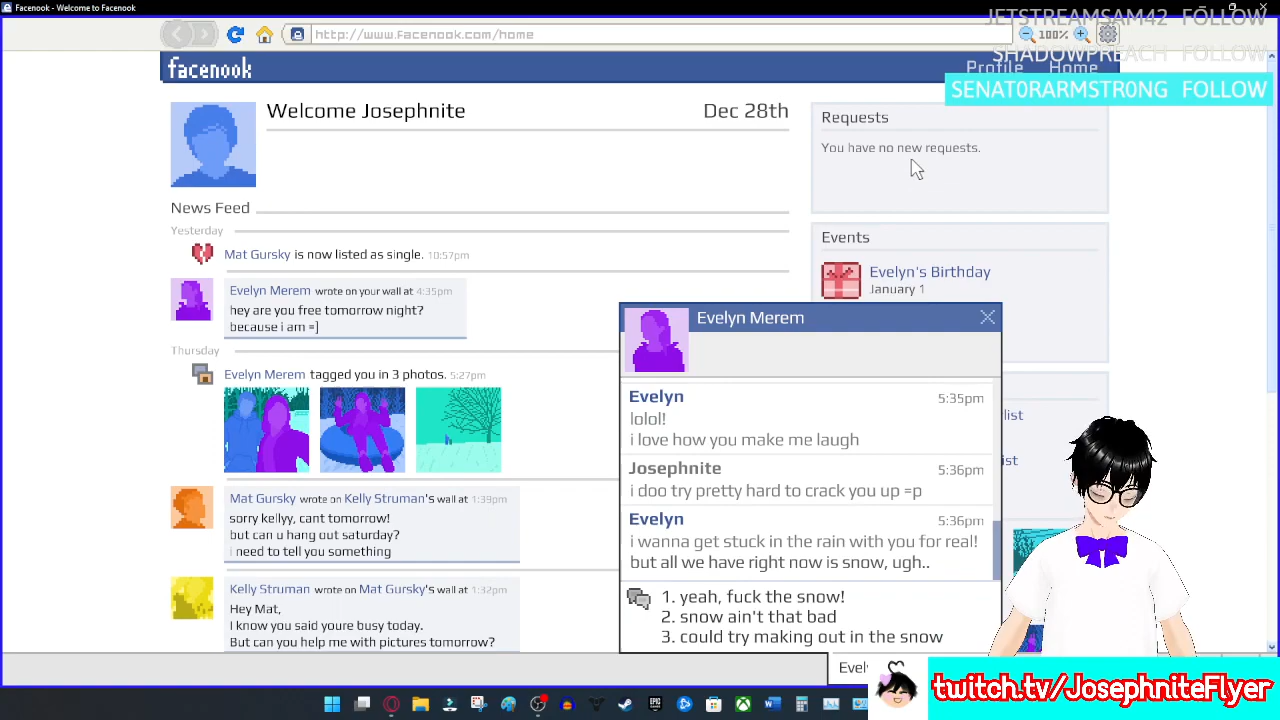 Facenook - Welcome to Facenook
JETSTREAMSAM42 FOLLOW
http://www.facenook.com/home
100%
SHADOWPREACH FOLLOW
facenook
Profile Home
SENAT0RARMSTR0NG FOLLOW
Welcome Josephnite
Dec 28th
Requests
You have no new requests.
News Feed
Yesterday
Mat Gursky is now listed as single. 10:57pm
Events
Evelyn's Birthday
January 1
Evelyn Merem wrote on your wall at 4:35pm
hey are you free tomorrow night?
because i am =]
Thursday
Evelyn Merem tagged you in 3 photos. 5:27pm
Mat Gursky wrote on Kelly Struman's wall at 1:39pm
sorry kellyy, cant tomorrow!
but can u hang out saturday?
i need to tell you something
Kelly Struman wrote on Mat Gursky's wall at 1:32pm
Hey Mat,
I know you said youre busy today.
But can you help me with pictures tomorrow?
Evelyn Merem
Evelyn 5:35pm
lolol!
i love how you make me laugh
Josephnite 5:36pm
i doo try pretty hard to crack you up =p
Evelyn 5:36pm
i wanna get stuck in the rain with you for real!
but all we have right now is snow, ugh..
1. yeah, fuck the snow!
2. snow ain't that bad
3. could try making out in the snow
twitch.tv/JosephniteFlyer